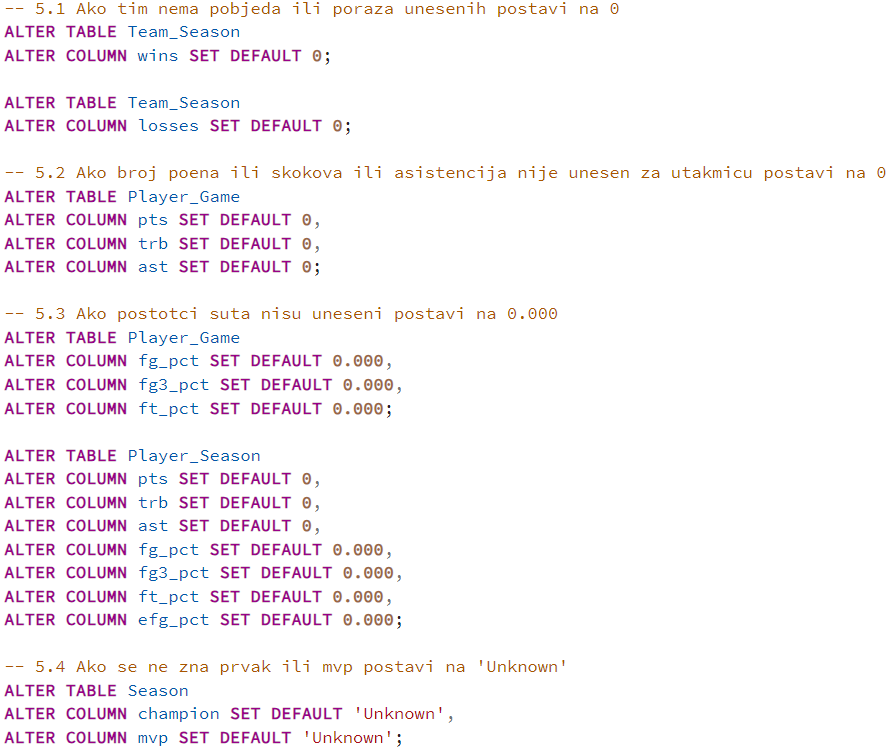 -- 5.1 Ako tim nema pobjeda ili poraza unesenih postavi na 0
ALTER TABLE Team_Season
ALTER COLUMN wins SET DEFAULT 0;

ALTER TABLE Team_Season
ALTER COLUMN losses SET DEFAULT 0;

-- 5.2 Ako broj poena ili skokova ili asistencija nije unesen za utakmicu postavi na 0
ALTER TABLE Player_Game
ALTER COLUMN pts SET DEFAULT 0,
ALTER COLUMN trb SET DEFAULT 0,
ALTER COLUMN ast SET DEFAULT 0;

-- 5.3 Ako postotci suta nisu uneseni postavi na 0.000
ALTER TABLE Player_Game
ALTER COLUMN fg_pct SET DEFAULT 0.000,
ALTER COLUMN fg3_pct SET DEFAULT 0.000,
ALTER COLUMN ft_pct SET DEFAULT 0.000;

ALTER TABLE Player_Season
ALTER COLUMN pts SET DEFAULT 0,
ALTER COLUMN trb SET DEFAULT 0,
ALTER COLUMN ast SET DEFAULT 0,
ALTER COLUMN fg_pct SET DEFAULT 0.000,
ALTER COLUMN fg3_pct SET DEFAULT 0.000,
ALTER COLUMN ft_pct SET DEFAULT 0.000,
ALTER COLUMN efg_pct SET DEFAULT 0.000;

-- 5.4 Ako se ne zna prvak ili mvp postavi na 'Unknown'
ALTER TABLE Season
ALTER COLUMN champion SET DEFAULT 'Unknown',
ALTER COLUMN mvp SET DEFAULT 'Unknown';